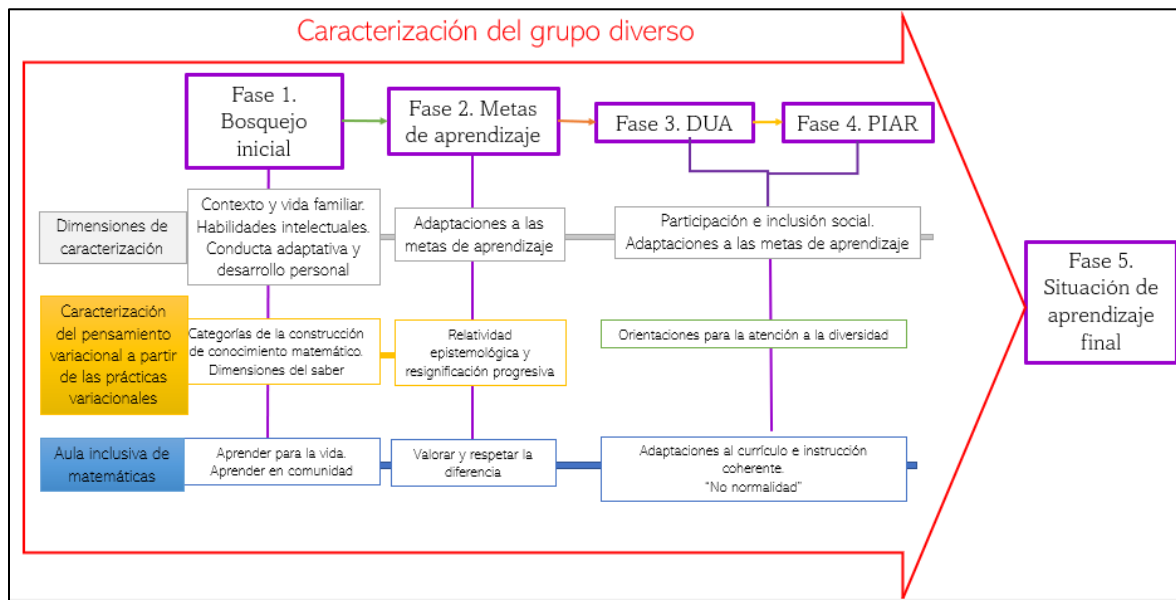 Caracterización del grupo diverso
Fase 1.
Bosquejo
inicial
Fase 2. Metas
de aprendizaje
Fase 3. DUA
Fase 4. PIAR
Dimensiones de
caracterización
Contexto y vida familiar.
Habilidades intelectuales.
Conducta adaptativa y
desarrollo personal
Adaptaciones a las
metas de aprendizaje
Participación e inclusión social.
Adaptaciones a las metas de aprendizaje
Fase 5.
Situación de
aprendizaje
final
Caracterización
del pensamiento
variacional a partir
de las prácticas
variacionales
Categorías de la construcción
de conocimiento matemático.
Dimensiones del saber
Relatividad
epistemológica y
resignificación progresiva
Orientaciones para la atención a la diversidad
Aula inclusiva de
matemáticas
Aprender para la vida.
Aprender en comunidad
Valorar y respetar la
diferencia
Adaptaciones al currículo e instrucción
coherente.
"No normalidad"